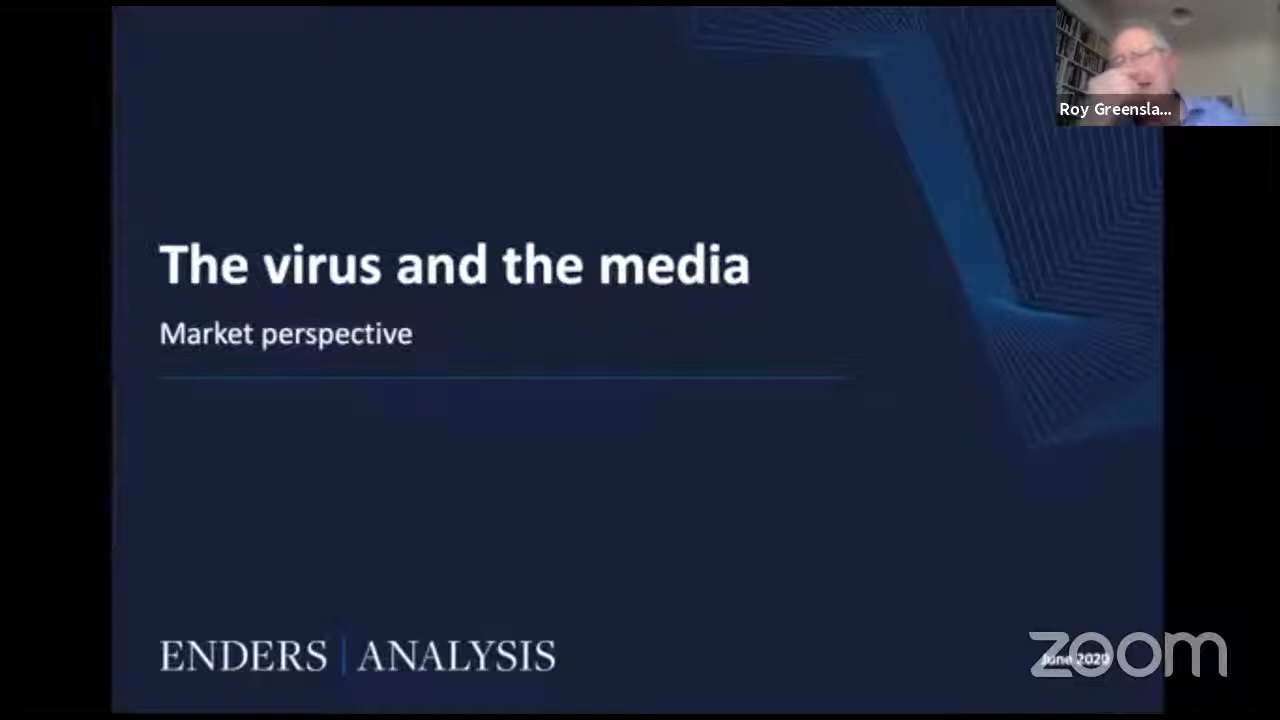 Roy Greensla...
The virus and the media
Market perspective
ENDERS | ANALYSIS
June 2020
zoom